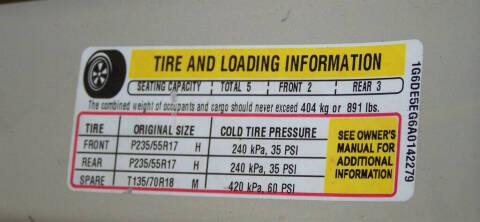 TIRE AND LOADING INFORMATION
SEATING CAPACITY TOTAL 5 FRONT 2 REAR 3
The combined weight of occupants and cargo should never exceed 404 kg or 891 lbs.
TIRE ORIGINAL SIZE COLD TIRE PRESSURE
FRONT P235/55R17 H 240 kPa, 35 PSI
REAR P235/55R17 H 240 kPa, 35 PSI
SPARE T135/70R18 M 420 kPa, 60 PSI
SEE OWNER'S
MANUAL FOR
ADDITIONAL
INFORMATION
1G6DE5EG6A0142279